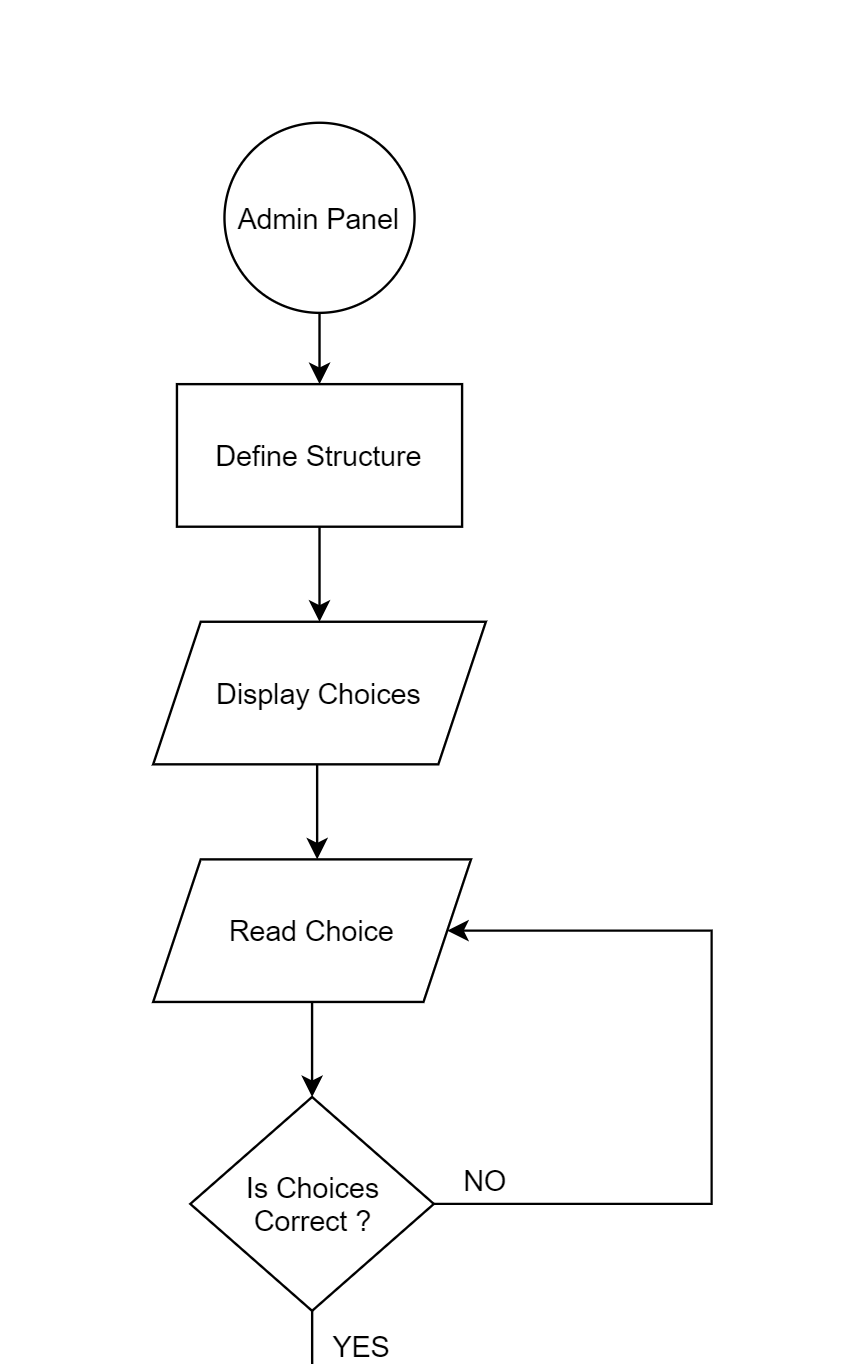 Admin Panel
Define Structure
Display Choices
Read Choice
Is Choices
Correct ?
NO
YES